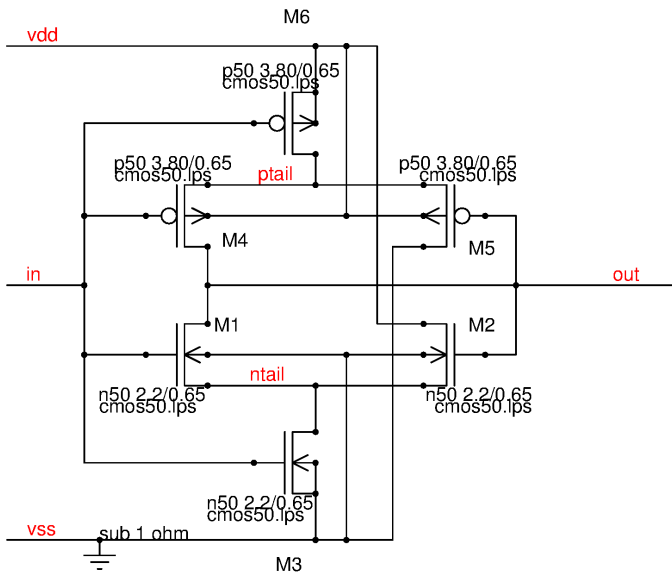 M6
vdd
p50 3.80/0.65
cmos50.lps
p50 3.80/0.65
cmos50.lps
ptail
p50 3.80/0.65
cmos50.lps
M4
M5
in
out
M1
M2
ntail
n50 2.2/0.65
cmos50.lps
n50 2.2/0.65
cmos50.lps
n50 2.2/0.65
cmos50.lps
vss
sub 1 ohm
M3